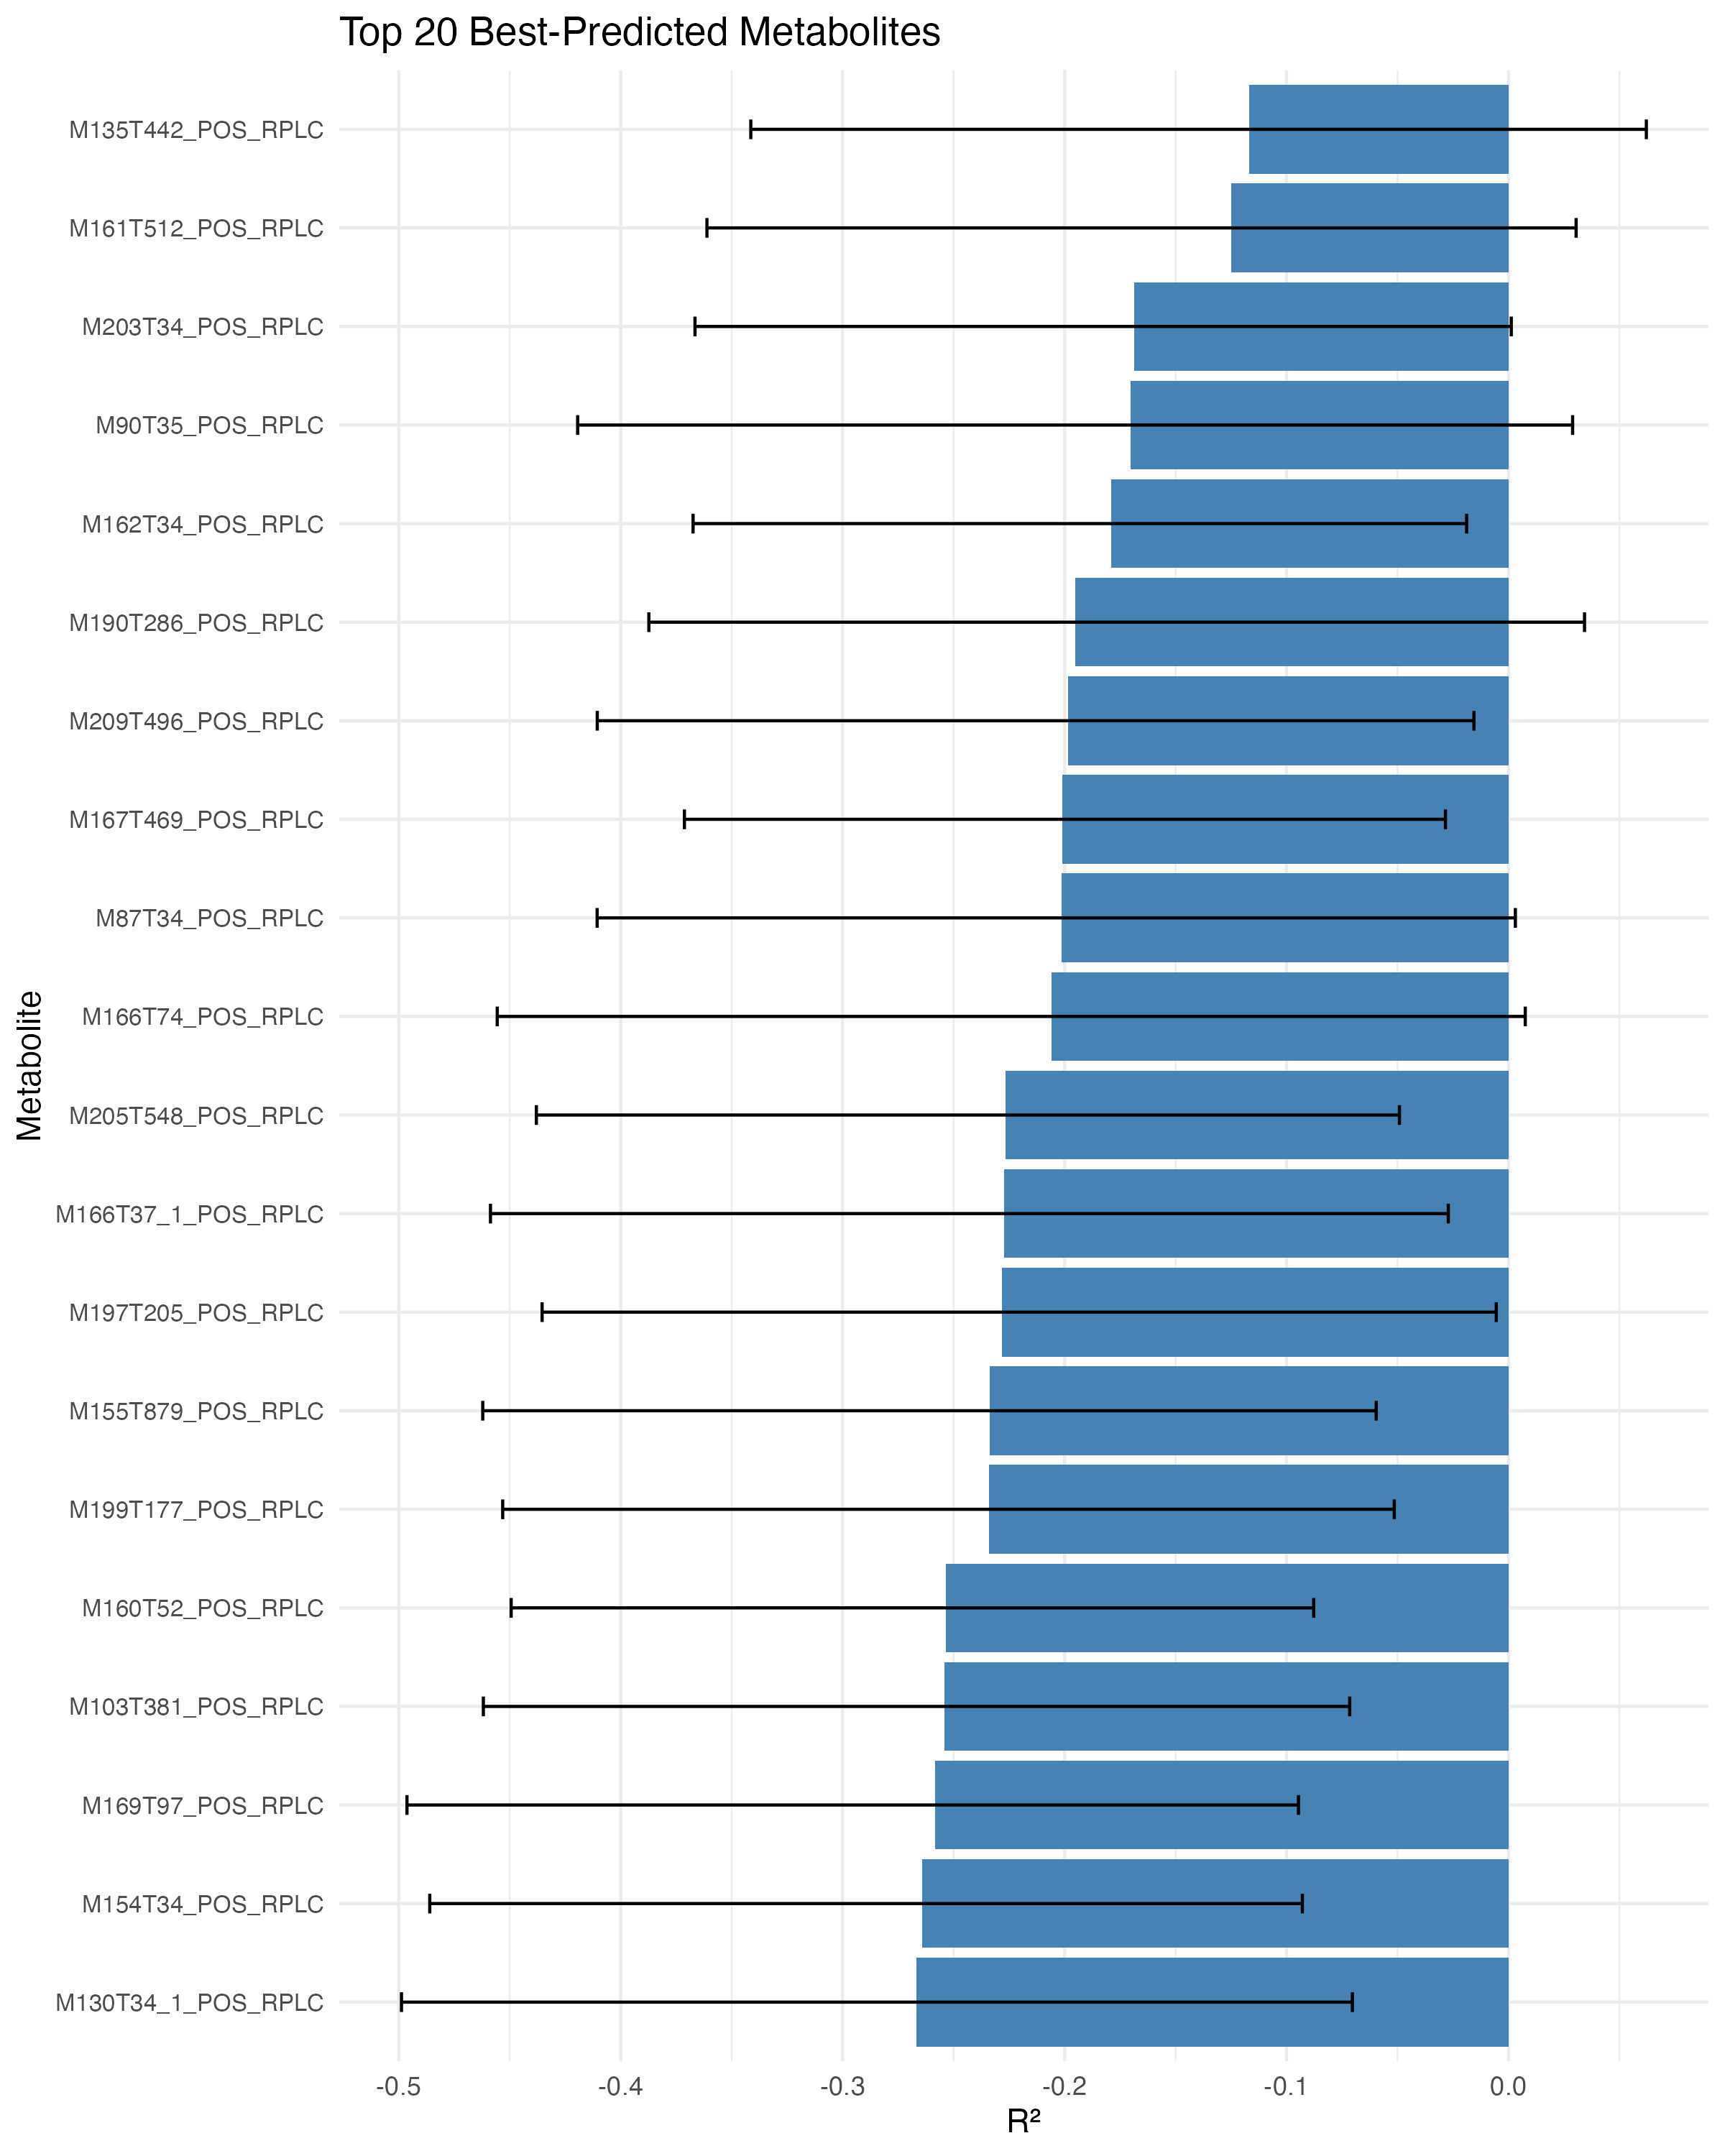 Top 20 Best-Predicted Metabolites
M135T442_POS_RPLC
M161T512_POS_RPLC
M203T34_POS_RPLC
M90T35_POS_RPLC
M162T34_POS_RPLC
M190T286_POS_RPLC
M209T496_POS_RPLC
M167T469_POS_RPLC
M87T34_POS_RPLC
M166T74_POS_RPLC
M205T548_POS_RPLC
M166T37_1_POS_RPLC
M197T205_POS_RPLC
M155T879_POS_RPLC
M199T177_POS_RPLC
M160T52_POS_RPLC
M103T381_POS_RPLC
M169T97_POS_RPLC
M154T34_POS_RPLC
M130T34_1_POS_RPLC
Metabolite
-0.5 -0.4 -0.3 -0.2 -0.1 0.0
R²